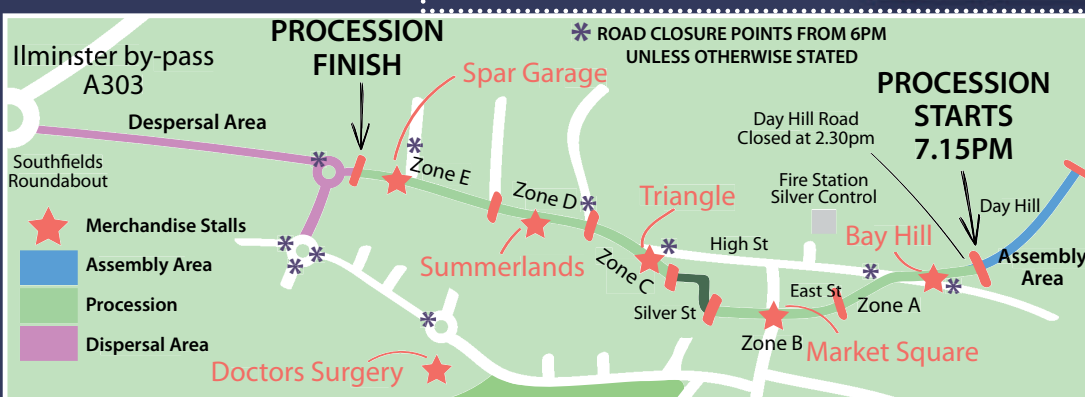 PROCESSION
FINISH
ROAD CLOSURE POINTS FROM 6PM
UNLESS OTHERWISE STATED
Ilminster by-pass
A303
Spar Garage
PROCESSION
STARTS
7.15PM
Day Hill Road
Closed at 2.30pm
Despersal Area
Southfields
Roundabout
Zone E
Zone D
Triangle
Fire Station
Silver Control
Day Hill
Merchandise Stalls
Assembly Area
Procession
Dispersal Area
Summerlands
Zone C
High St
Bay Hill
Assembly
Area
Silver St
East St
Zone A
Zone B
Market Square
Doctors Surgery